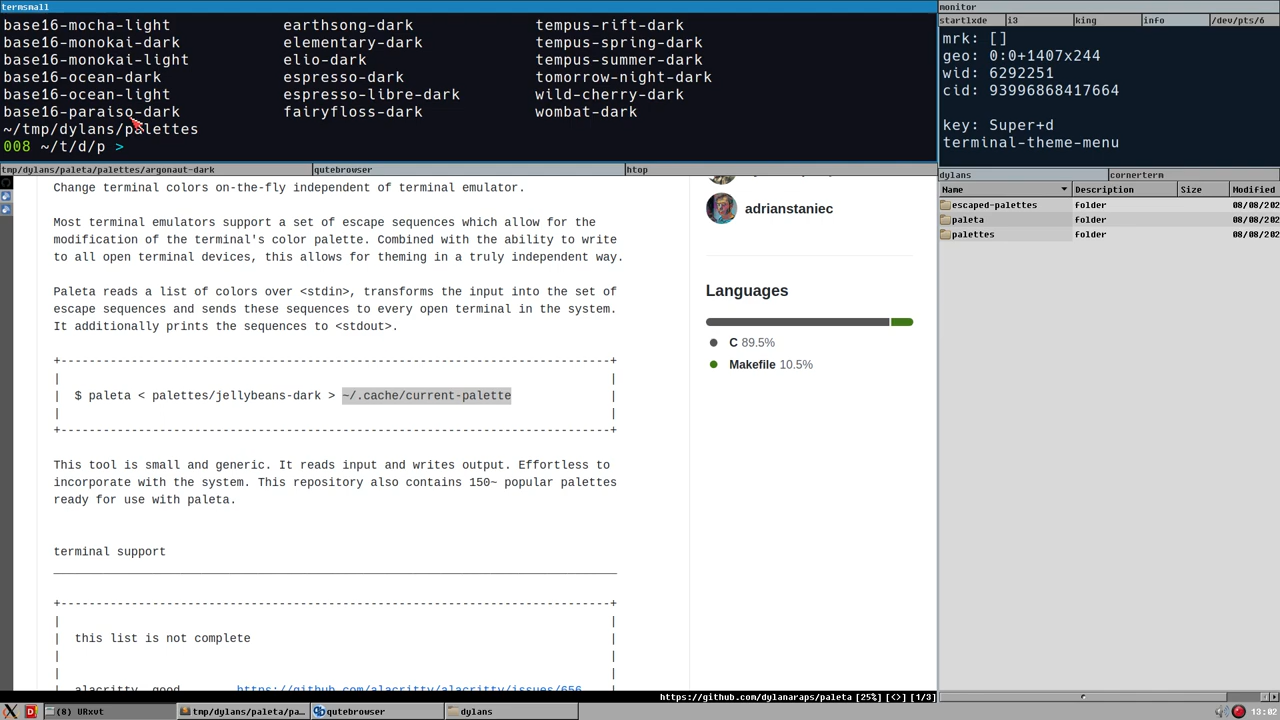 termsmall
base16-mocha-light earthsong-dark tempus-rift-dark
base16-monokai-dark elementary-dark tempus-spring-dark
base16-monokai-light elio-dark tempus-summer-dark
base16-ocean-dark espresso-dark tomorrow-night-dark
base16-ocean-light espresso-libre-dark wild-cherry-dark
base16-paraiso-dark fairyfloss-dark wombat-dark
~/tmp/dylans/palettes
008 ~/t/d/p >
monitor
startlxde i3 king info /dev/pts/6
mrk: []
geo: 0:0+1407x244
wid: 6292251
cid: 93996868417664
key: Super+d
terminal-theme-menu
tmp/dylans/paleta/palettes/argonaut-dark qutebrowser htop
Change terminal colors on-the-fly independent of terminal emulator.
Most terminal emulators support a set of escape sequences which allow for the
modification of the terminal's color palette. Combined with the ability to write
to all open terminal devices, this allows for theming in a truly independent way.
Paleta reads a list of colors over <stdin>, transforms the input into the set of
escape sequences and sends these sequences to every open terminal in the system.
It additionally prints the sequences to <stdout>.
+-------------------------------------------------------------------------------+
| |
| $ paleta < palettes/jellybeans-dark > ~/.cache/current-palette |
| |
+-------------------------------------------------------------------------------+
This tool is small and generic. It reads input and writes output. Effortless to
incorporate with the system. This repository also contains 150~ popular palettes
ready for use with paleta.
terminal support
________________________________________________________________________________
+-------------------------------------------------------------------------------+
| |
| this list is not complete |
| |
| |
| alacritty good https://github.com/alacritty/alacritty/issues/656
adrianstaniec
Languages
C 89.5%
Makefile 10.5%
https://github.com/dylanaraps/paleta [25%] [<>] [1/3]
dylans cornerterm
Name Description Size Modified
escaped-palettes folder 08/08/202
paleta folder 08/08/202
palettes folder 08/08/202
D (8) URxvt tmp/dylans/paleta/pa... qutebrowser dylans 13:02